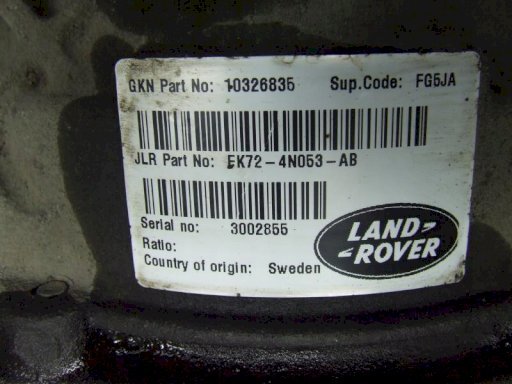 GKN Part No: 10326835 Sup.Code: FG5JA
JLR Part No: EK72-4N053-AB
Serial no: 3002855
Ratio:
Country of origin: Sweden
LAND-
-ROVER